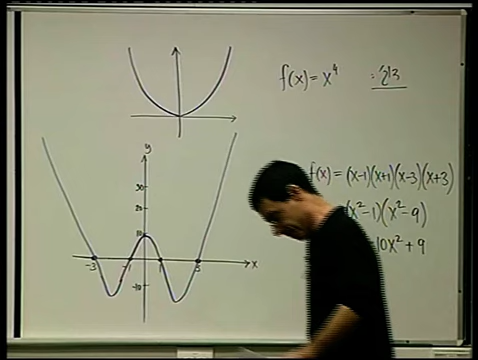 f(x) = x⁴
f(x) = (x-1)(x+1)(x-3)(x+3)
(x²-1)(x²-9)
10x² + 9
y
30
10
-3
-1
1
3
x
-10